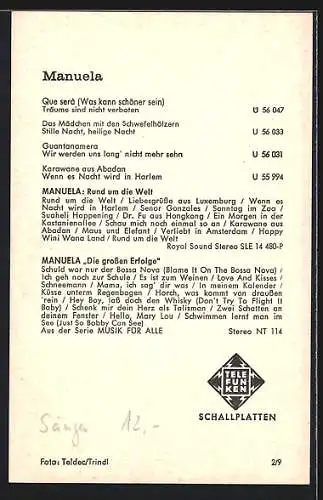 Manuela
Que será (Was kann schöner sein)
Träume sind nicht verboten U 56 047
Das Mädchen mit den Schwefelhölzern
Stille Nacht, heilige Nacht U 56 033
Guantanamera
Wir werden uns lang' nicht mehr sehn U 56 031
Karawane aus Abadan
Wenn es Nacht wird in Harlem U 55 994
MANUELA: Rund um die Welt
Rund um die Welt / Liebesgrüße aus Luxemburg / Wenn es
Nacht wird in Harlem / Senor Gonzales / Sonntag im Zoo /
Suaheli Happening / Dr. Fu aus Hongkong / Ein Morgen in der
Kastanienallee / Schau mich noch einmal so an / Karawane aus
Abadan / Maus und Elefant / Verliebt in Amsterdam / Happy
Wini Wana Land / Rund um die Welt
Royal Sound Stereo SLE 14 480-P
MANUELA „Die großen Erfolge"
Schuld war nur der Bossa Nova (Blame It On The Bossa Nova) /
Ich geh noch zur Schule / Es ist zum Weinen / Love And Kisses /
Schneemann / Mama, ich sag' dir was / In meinem Kalender /
Küsse unterm Regenbogen / Horch, was kommt von draußen
'rein / Hey Boy, laß doch den Whisky (Don't Try To Flight It
Baby) / Schenk mir dein Herz als Talisman / Zwei Schatten an
deinem Fenster / Hello, Mary Lou / Schwimmen lernt man im
See (Just So Bobby Can See)
Aus der Serie MUSIK FÜR ALLE Stereo NT 114
TELE
FUN
KEN
SCHALLPLATTEN
Sänger 12,-
Foto: Teldec/Trindl 2/9